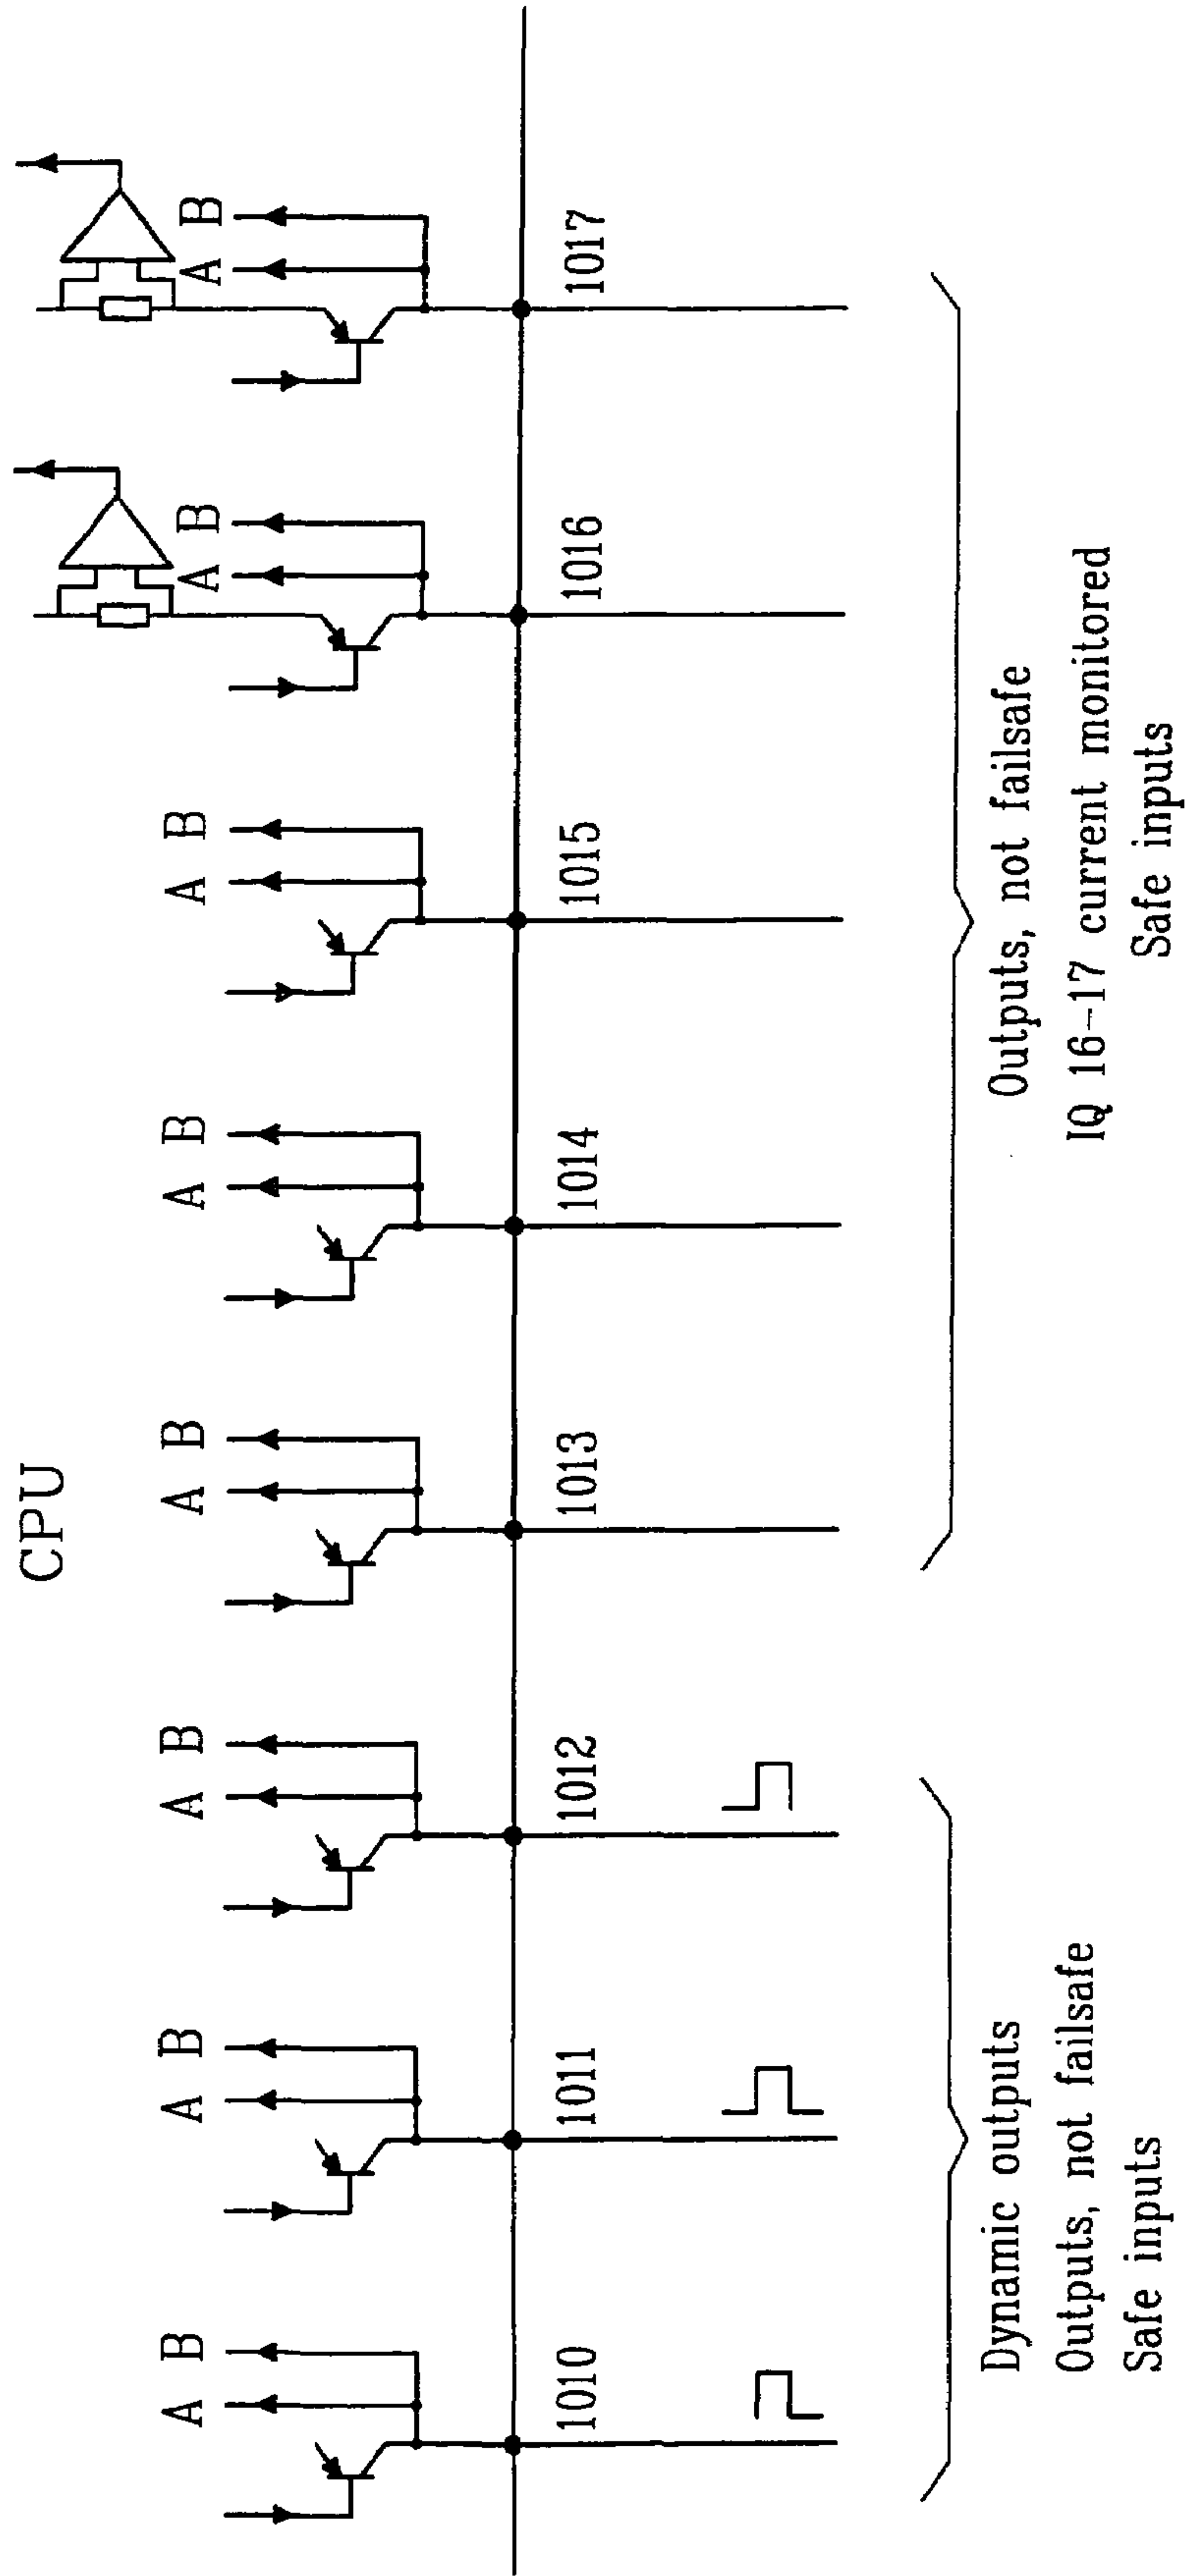 CPU
A B A B A B A B A B A B A B A B
1010 1011 1012 1013 1014 1015 1016 1017
Dynamic outputs
Outputs, not failsafe
Safe inputs
Outputs, not failsafe
IQ 16-17 current monitored
Safe inputs